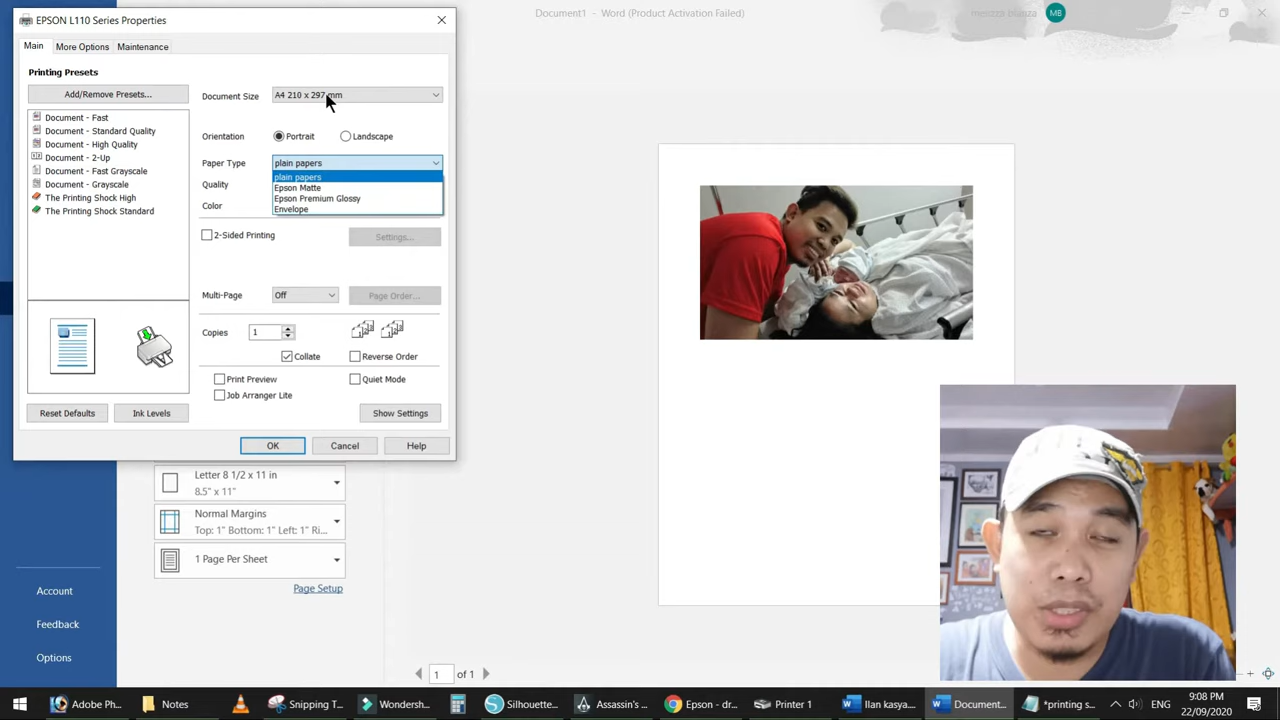 EPSON L110 Series Properties
Document1 - Word (Product Activation Failed)
MB
Main
More Options
Maintenance
Printing Presets
Add/Remove Presets...
Document - Fast
Document - Standard Quality
Document - High Quality
Document - 2-Up
Document - Fast Grayscale
Document - Grayscale
The Printing Shock High
The Printing Shock Standard
Document Size
A4 210 x 297 mm
Orientation
Portrait
Landscape
Paper Type
plain papers
plain papers
Epson Matte
Epson Premium Glossy
Envelope
Quality
Color
2-Sided Printing
Settings...
Multi-Page
Off
Page Order...
Copies
1
Collate
Reverse Order
Print Preview
Quiet Mode
Job Arranger Lite
Reset Defaults
Ink Levels
Show Settings
OK
Cancel
Help
Letter 8 1/2 x 11 in
8.5" x 11"
Normal Margins
Top: 1" Bottom: 1" Left: 1" Ri...
1 Page Per Sheet
Page Setup
Account
Feedback
Options
1 of 1
Adobe Ph...
Notes
Snipping T...
Wondersh...
Silhouette...
Assassin's ...
Epson - dr...
Printer 1
Ilan kasya...
Documen...
*printing s...
ENG
9:08 PM
22/09/2020